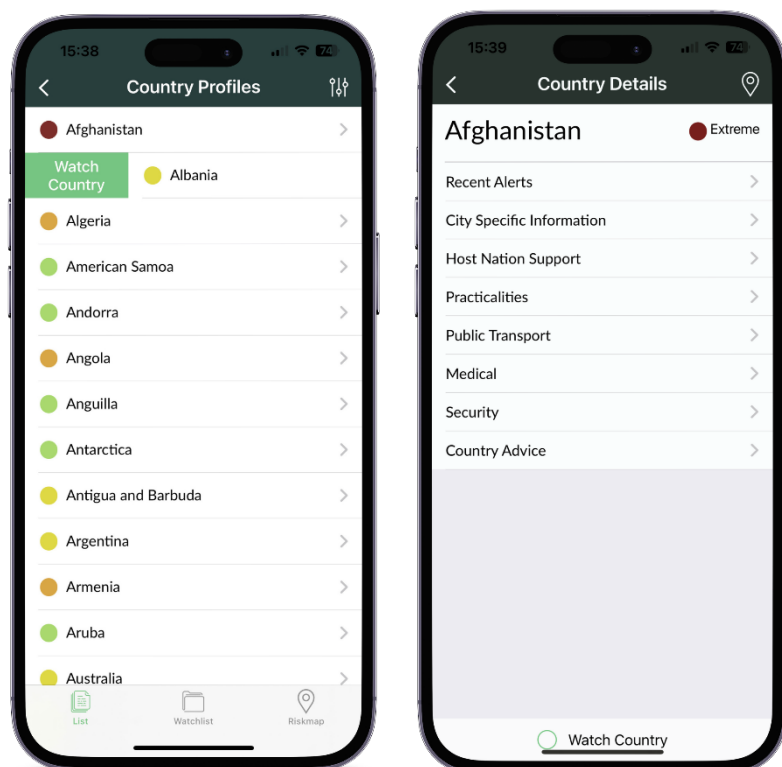 15:38
74
Country Profiles
Afghanistan
Watch
Country
Albania
Algeria
American Samoa
Andorra
Angola
Anguilla
Antarctica
Antigua and Barbuda
Argentina
Armenia
Aruba
Australia
List
Watchlist
Riskmap
15:39
74
Country Details
Afghanistan
Extreme
Recent Alerts
City Specific Information
Host Nation Support
Practicalities
Public Transport
Medical
Security
Country Advice
Watch Country